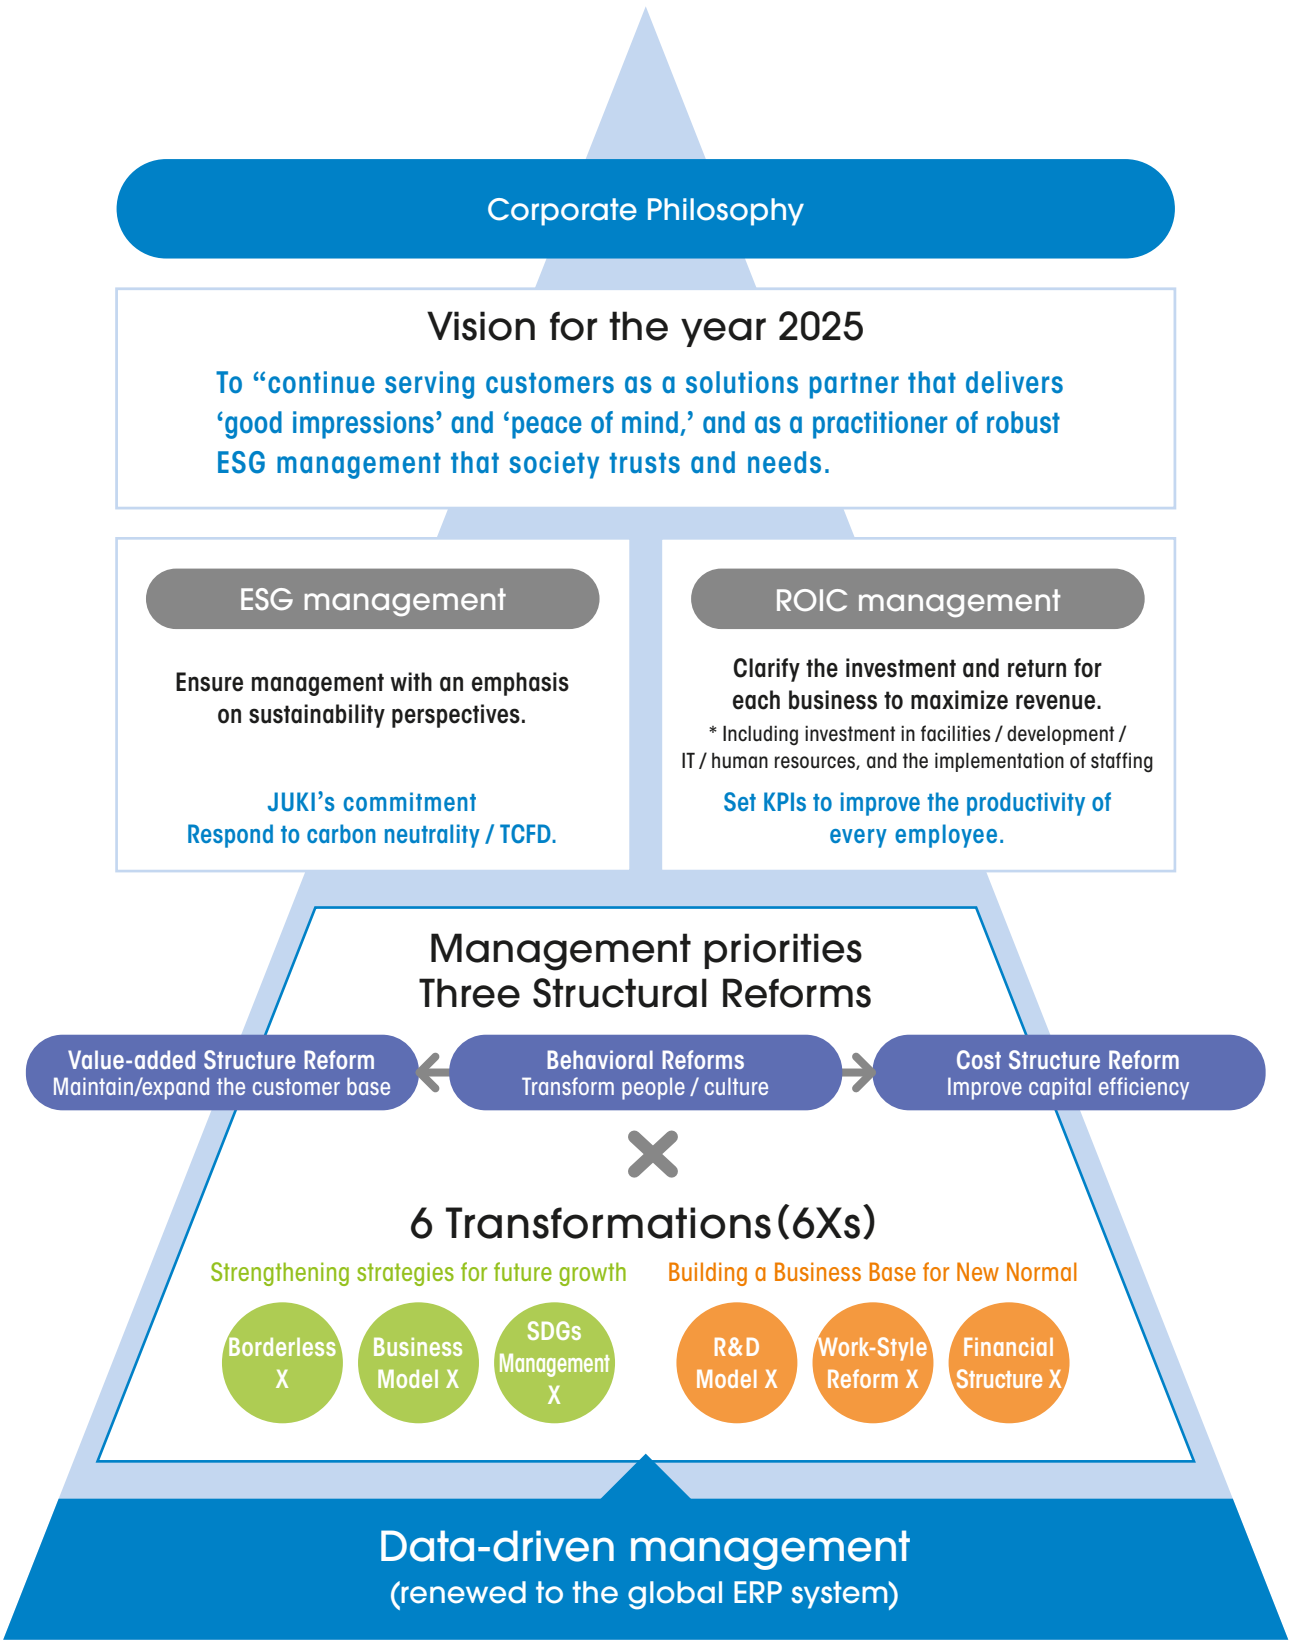 Corporate Philosophy
Vision for the year 2025
To “continue serving customers as a solutions partner that delivers
‘good impressions’ and ‘peace of mind,’ and as a practitioner of robust
ESG management that society trusts and needs.
ESG management
Ensure management with an emphasis
on sustainability perspectives.
JUKI’s commitment
Respond to carbon neutrality / TCFD.
ROIC management
Clarify the investment and return for
each business to maximize revenue.
* Including investment in facilities / development /
IT / human resources, and the implementation of staffing
Set KPIs to improve the productivity of
every employee.
Management priorities
Three Structural Reforms
Value-added Structure Reform
Maintain/expand the customer base
Behavioral Reforms
Transform people / culture
Cost Structure Reform
Improve capital efficiency
6 Transformations (6Xs)
Strengthening strategies for future growth
Borderless
X
Business
Model X
SDGs
Management
X
Building a Business Base for New Normal
R&D
Model X
Work-Style
Reform X
Financial
Structure X
Data-driven management
(renewed to the global ERP system)